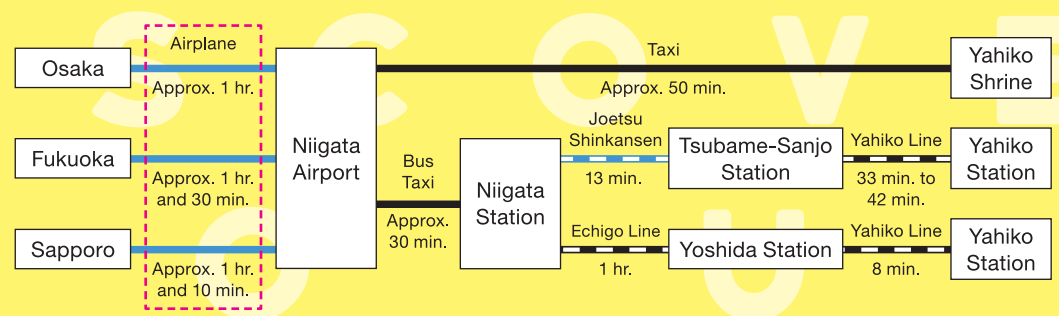 S C O V E
O U
Airplane
Osaka
Approx. 1 hr.
Fukuoka
Approx. 1 hr.
and 30 min.
Sapporo
Approx. 1 hr.
and 10 min.
Niigata
Airport
Taxi
Approx. 50 min.
Yahiko
Shrine
Bus
Taxi
Approx.
30 min.
Niigata
Station
Joetsu
Shinkansen
13 min.
Tsubame-Sanjo
Station
Yahiko Line
33 min. to
42 min.
Yahiko
Station
Echigo Line
1 hr.
Yoshida Station
Yahiko Line
8 min.
Yahiko
Station